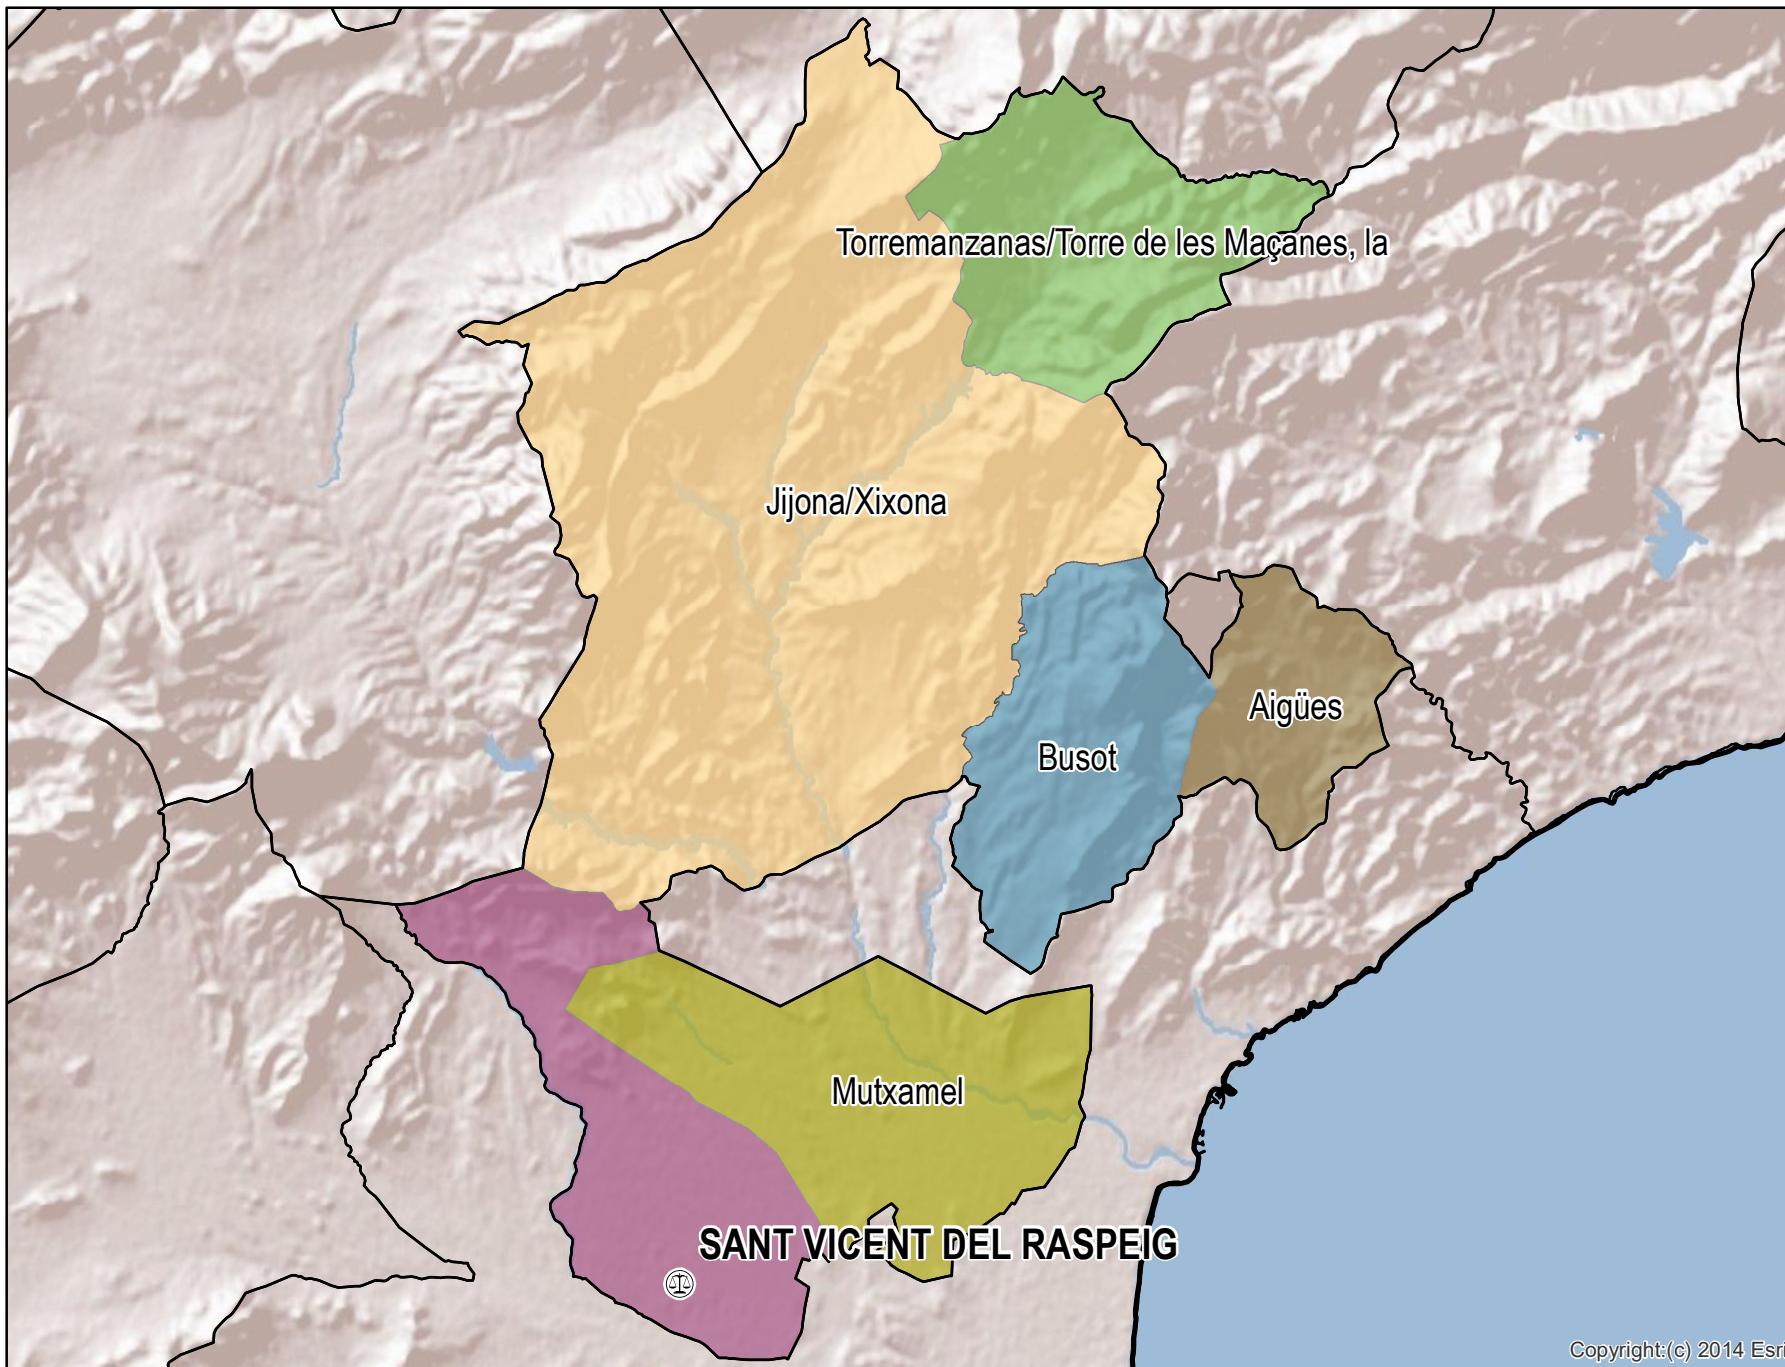 Torremanzanas/Torre de les Maçanes, la
Jijona/Xixona
Aigües
Busot
Mutxamel
SANT VICENT DEL RASPEIG
Copyright:(c) 2014 Esri